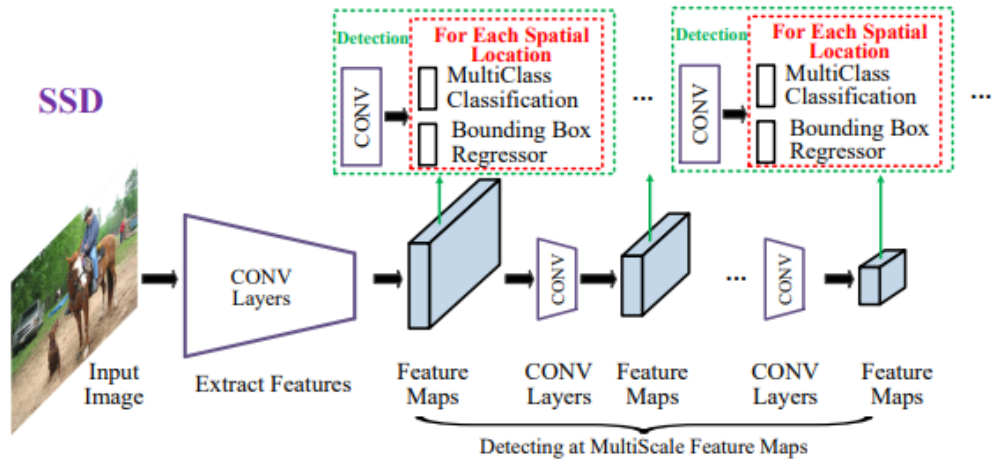 SSD
Detection
For Each Spatial
Location
CONV
MultiClass
Classification
Bounding Box
Regressor
...
Detection
For Each Spatial
Location
CONV
MultiClass
Classification
Bounding Box
Regressor
...
CONV
Layers
CONV
...
CONV
Input
Image
Extract Features
Feature
Maps
CONV
Layers
Feature
Maps
CONV
Layers
Feature
Maps
Detecting at MultiScale Feature Maps